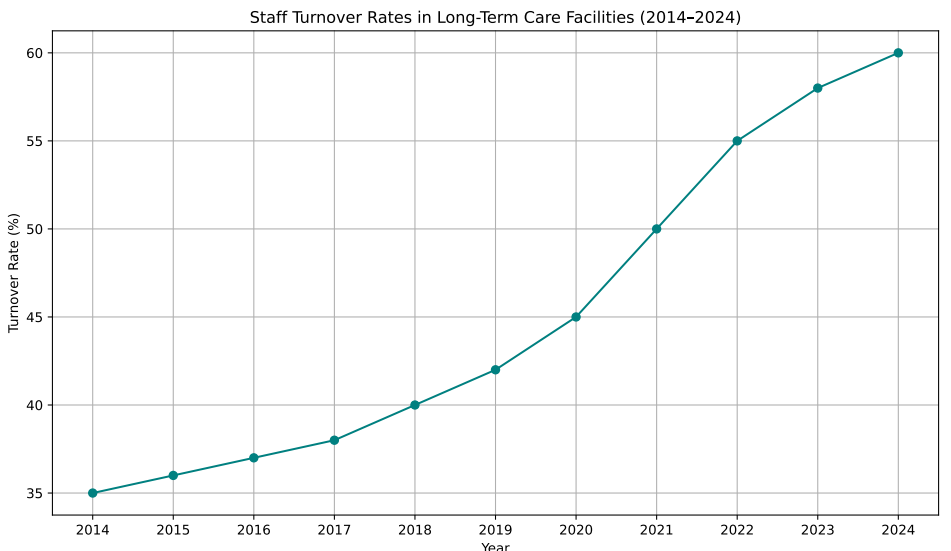 Staff Turnover Rates in Long-Term Care Facilities (2014–2024)
Turnover Rate (%)
60
55
50
45
40
35
2014 2015 2016 2017 2018 2019 2020 2021 2022 2023 2024
Year